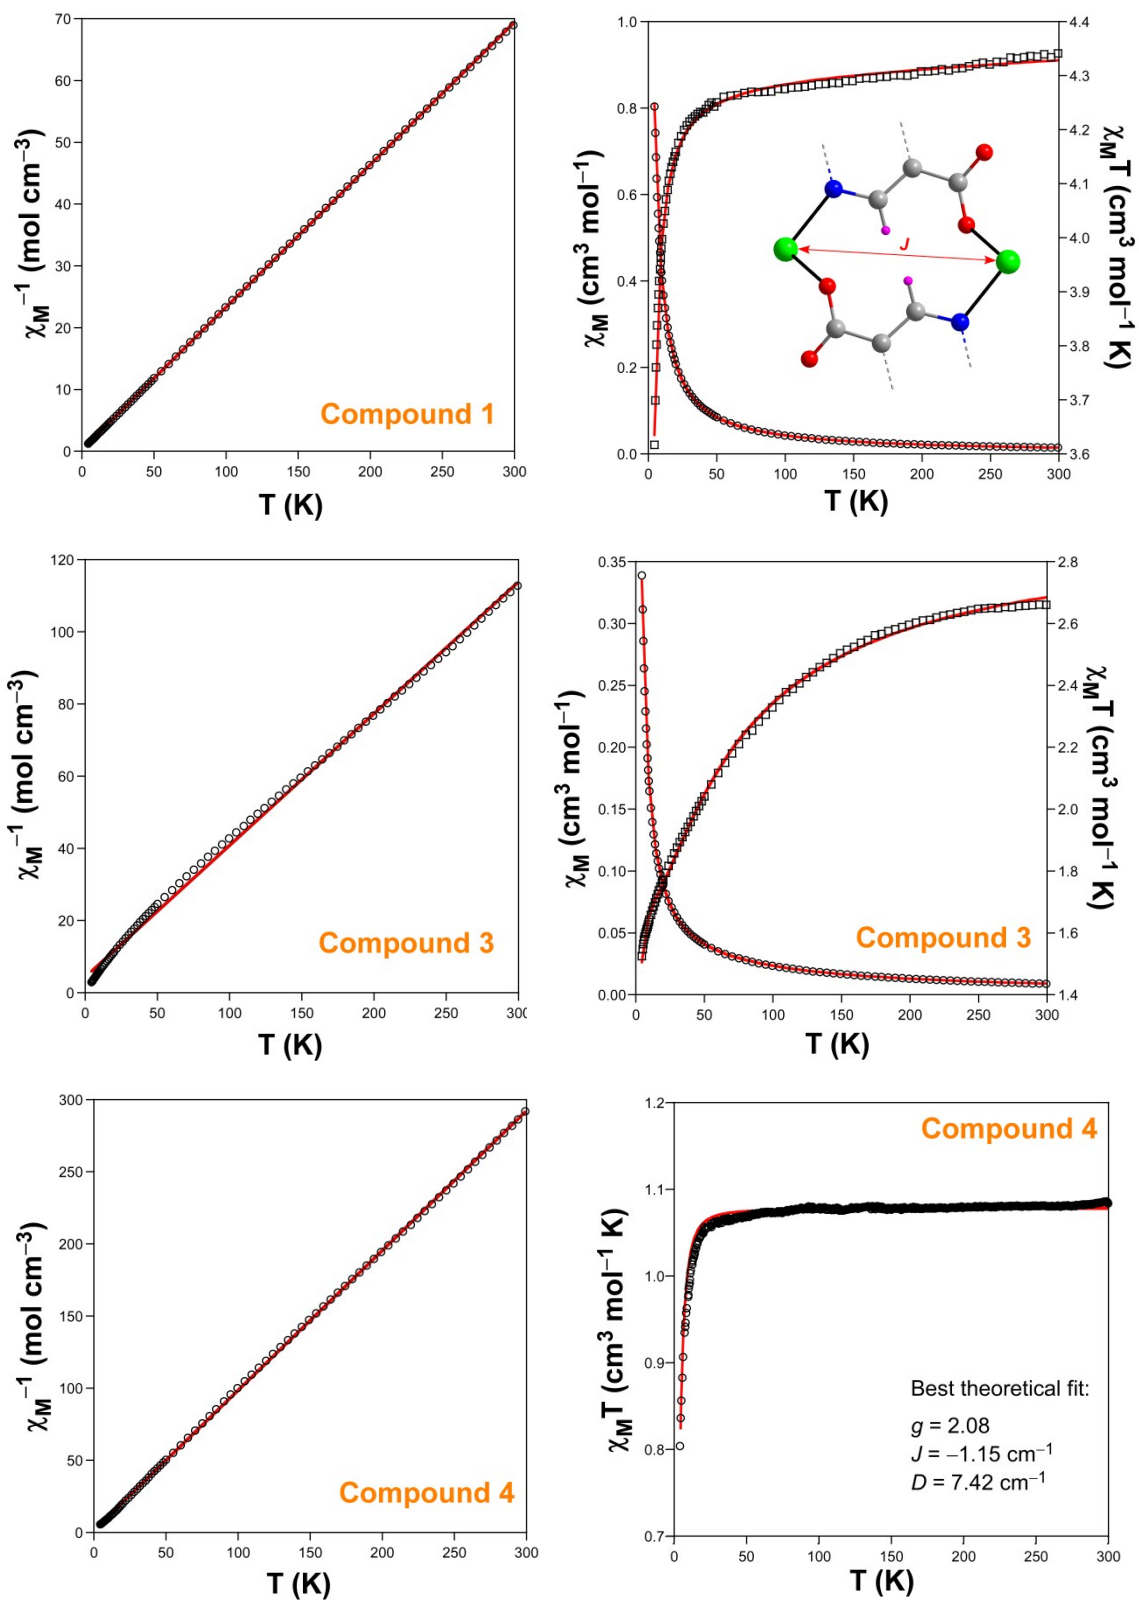 70
60
50
40
30
20
10
0
0 50 100 150 200 250 300
χM⁻¹ (mol cm⁻³)
T (K)
Compound 1
1.0
0.8
0.6
0.4
0.2
0.0
0 50 100 150 200 250 300
4.4
4.3
4.2
4.1
4.0
3.9
3.8
3.7
3.6
χM (cm³ mol⁻¹)
χMT (cm³ mol⁻¹ K)
T (K)
J
120
100
80
60
40
20
0
0 50 100 150 200 250 300
χM⁻¹ (mol cm⁻³)
T (K)
Compound 3
0.35
0.30
0.25
0.20
0.15
0.10
0.05
0.00
0 50 100 150 200 250 300
2.8
2.6
2.4
2.2
2.0
1.8
1.6
1.4
χM (cm³ mol⁻¹)
χMT (cm³ mol⁻¹ K)
T (K)
Compound 3
300
250
200
150
100
50
0
0 50 100 150 200 250 300
χM⁻¹ (mol cm⁻³)
T (K)
Compound 4
1.2
1.1
1.0
0.9
0.8
0.7
0 50 100 150 200 250 300
χMT (cm³ mol⁻¹ K)
T (K)
Compound 4
Best theoretical fit:
g = 2.08
J = −1.15 cm⁻¹
D = 7.42 cm⁻¹